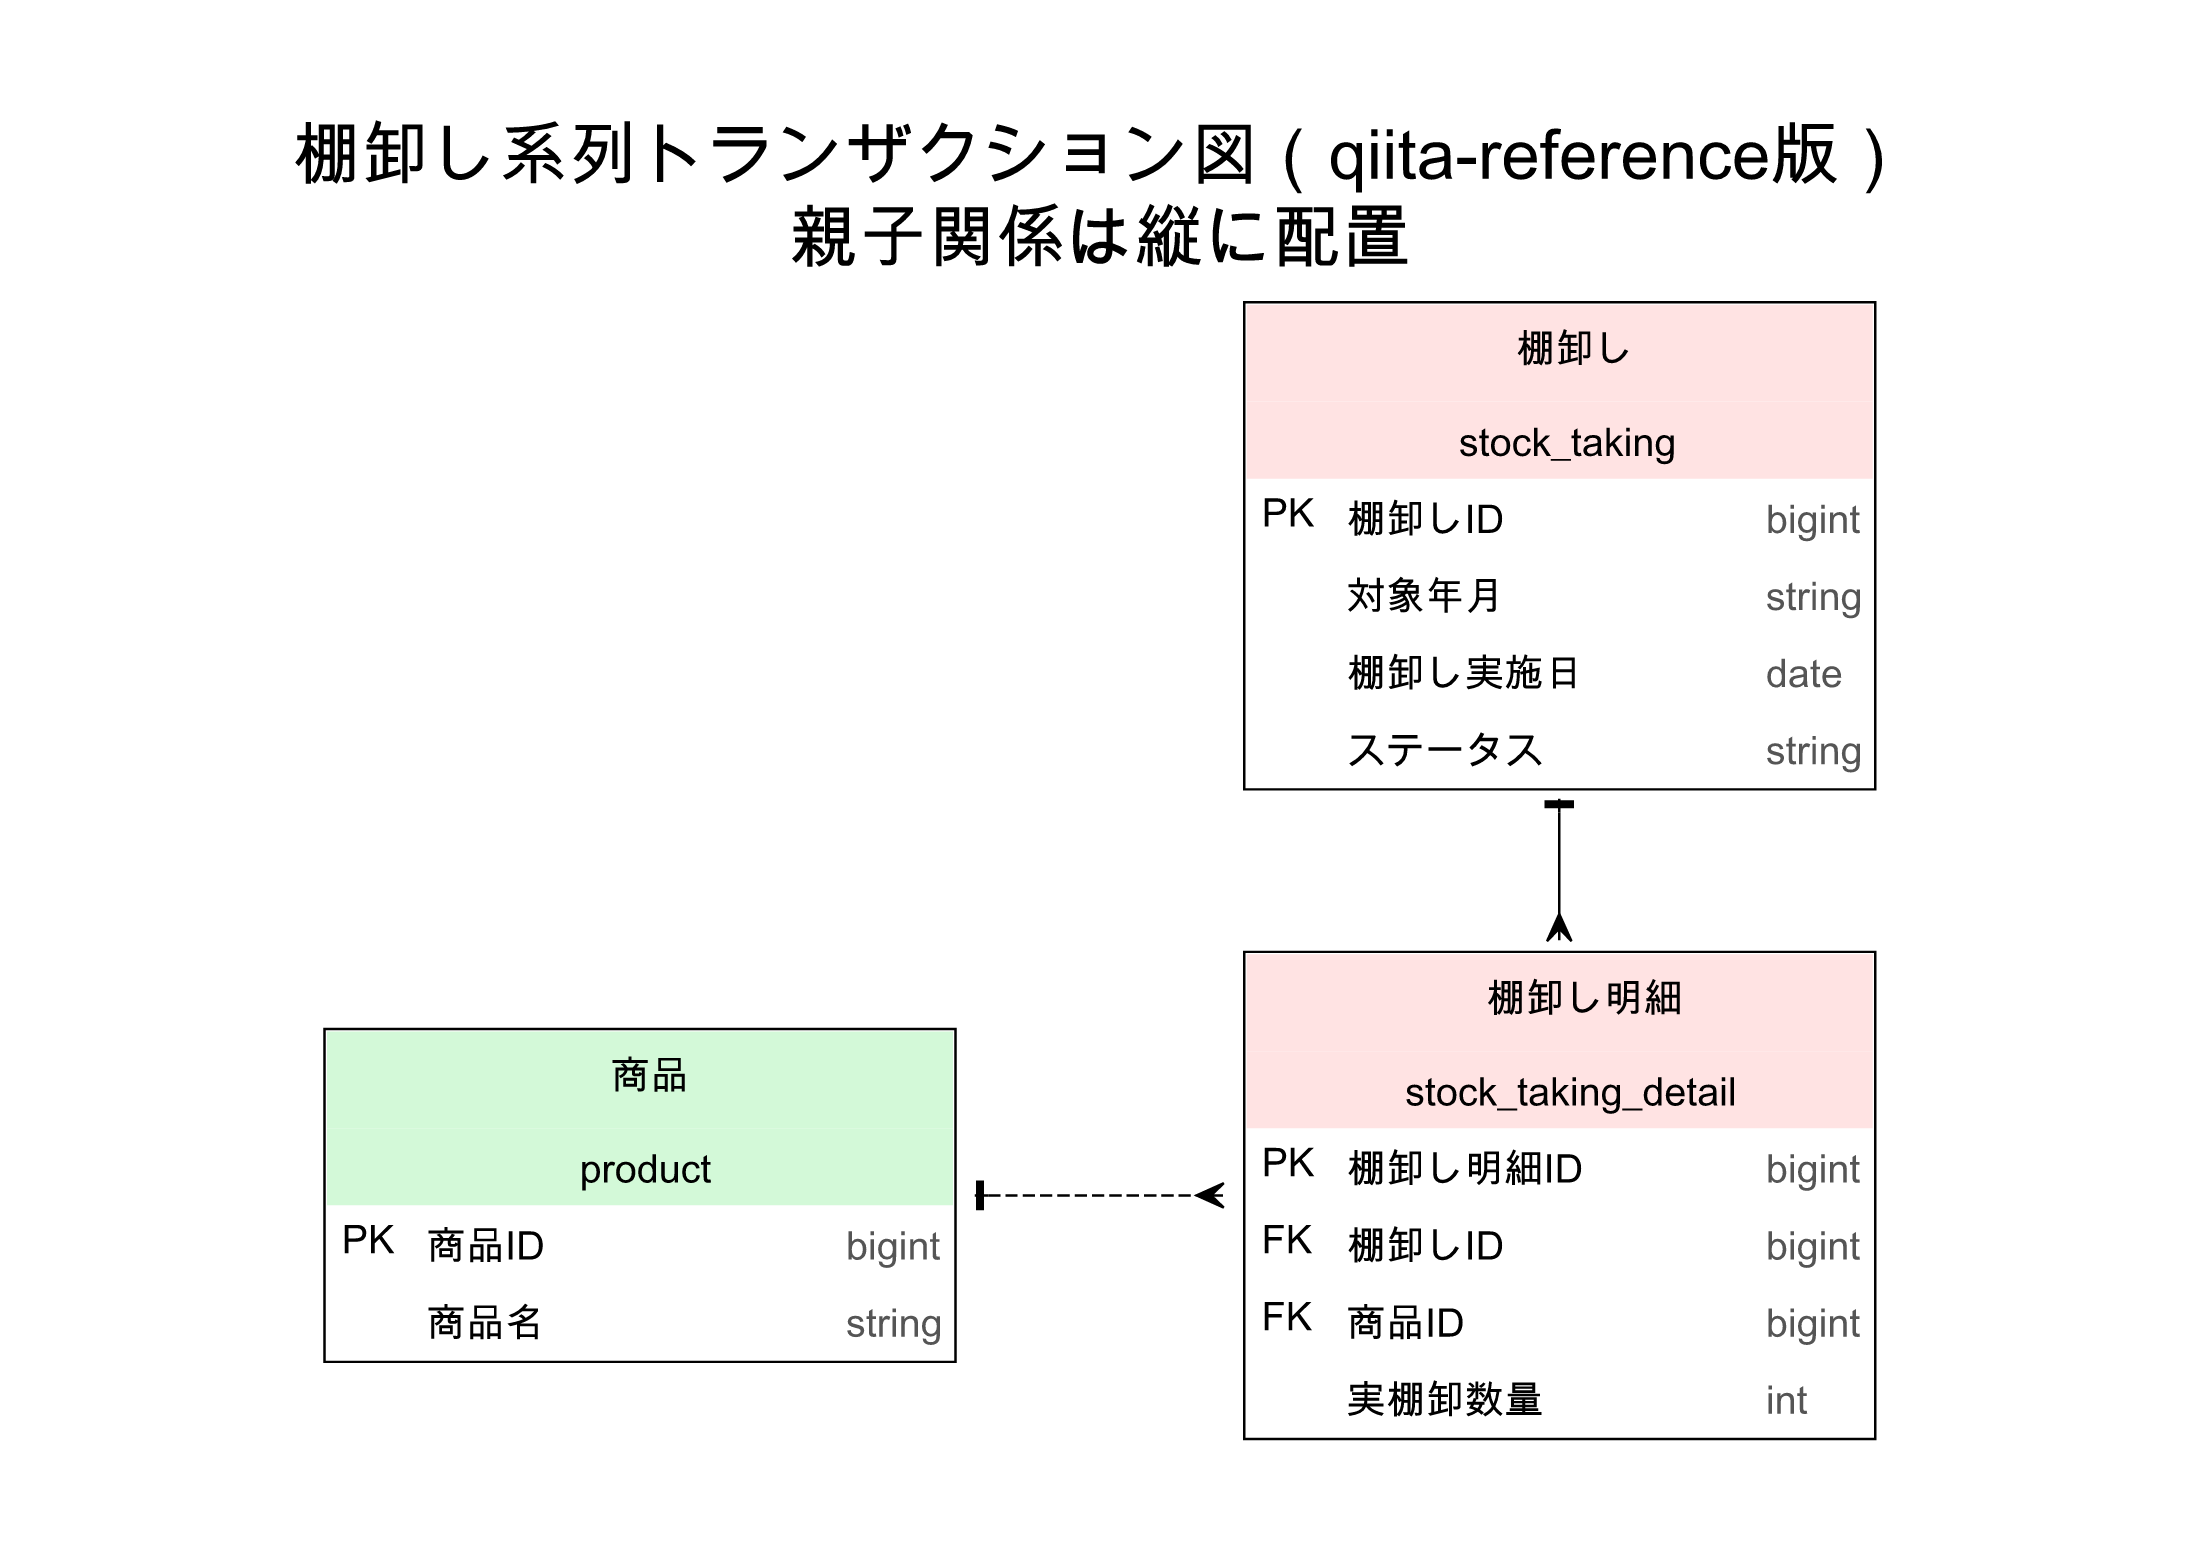 棚卸し系列トランザクション図（qiita-reference版）
親子関係は縦に配置
棚卸し
stock_taking
PK 棚卸しID bigint
対象年月 string
棚卸し実施日 date
ステータス string
商品
product
PK 商品ID bigint
商品名 string
棚卸し明細
stock_taking_detail
PK 棚卸し明細ID bigint
FK 棚卸しID bigint
FK 商品ID bigint
実棚卸数量 int